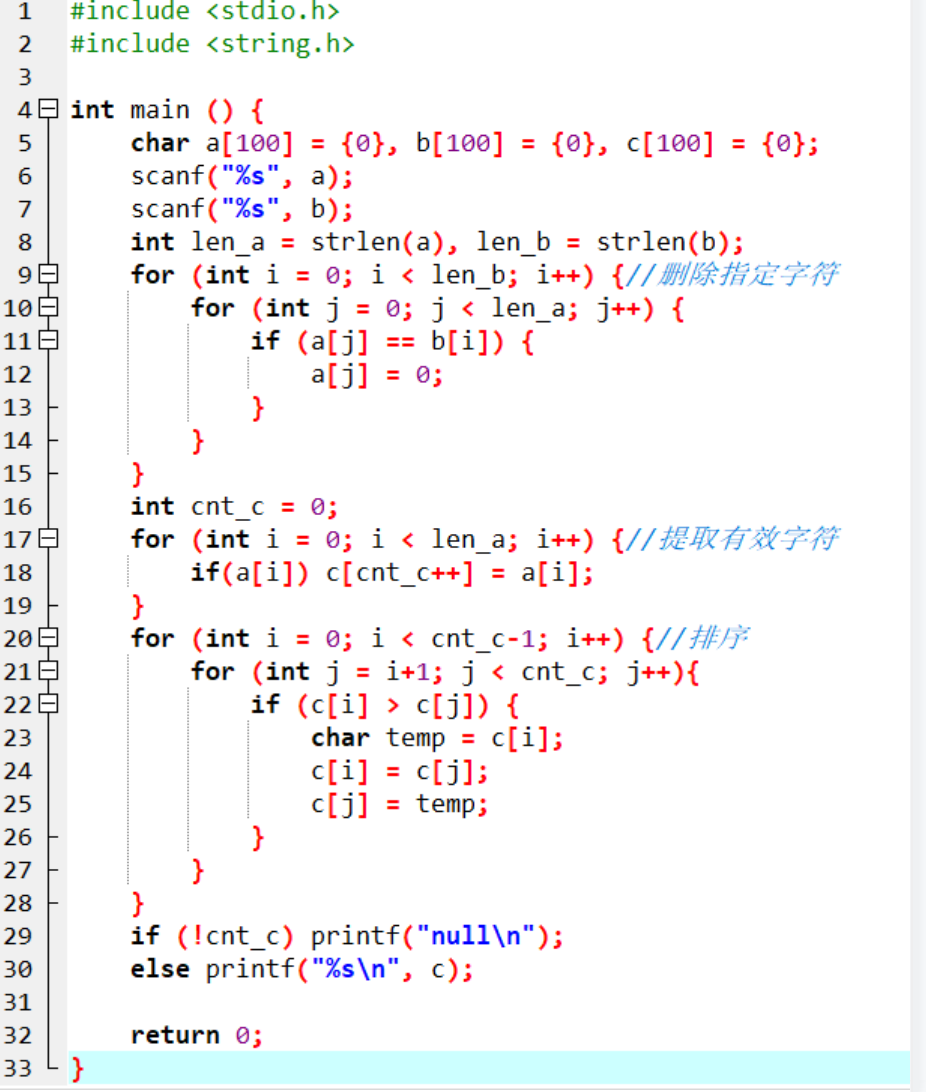 1 #include <stdio.h>
2 #include <string.h>
3
4 int main () {
5 char a[100] = {0}, b[100] = {0}, c[100] = {0};
6 scanf("%s", a);
7 scanf("%s", b);
8 int len_a = strlen(a), len_b = strlen(b);
9 for (int i = 0; i < len_b; i++) {//删除指定字符
10 for (int j = 0; j < len_a; j++) {
11 if (a[j] == b[i]) {
12 a[j] = 0;
13 }
14 }
15 }
16 int cnt_c = 0;
17 for (int i = 0; i < len_a; i++) {//提取有效字符
18 if(a[i]) c[cnt_c++] = a[i];
19 }
20 for (int i = 0; i < cnt_c-1; i++) {//排序
21 for (int j = i+1; j < cnt_c; j++){
22 if (c[i] > c[j]) {
23 char temp = c[i];
24 c[i] = c[j];
25 c[j] = temp;
26 }
27 }
28 }
29 if (!cnt_c) printf("null\n");
30 else printf("%s\n", c);
31
32 return 0;
33 }